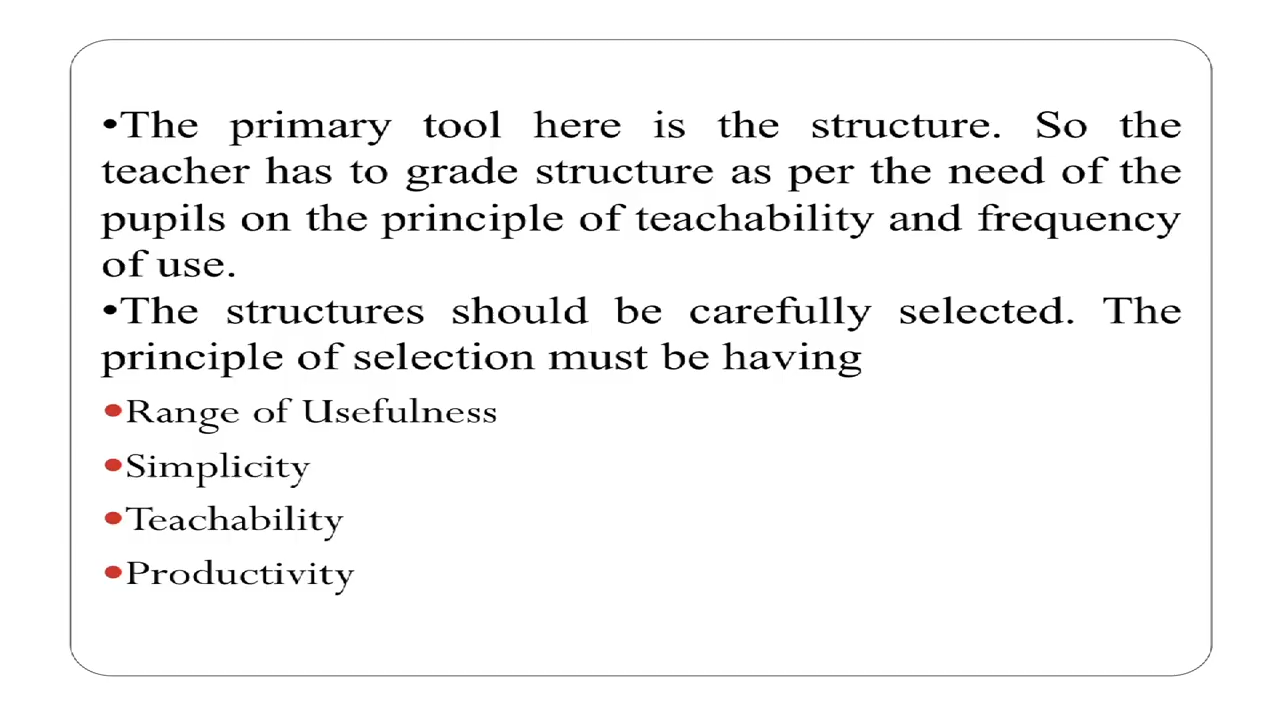 •The primary tool here is the structure. So the
teacher has to grade structure as per the need of the
pupils on the principle of teachability and frequency
of use.
•The structures should be carefully selected. The
principle of selection must be having
•Range of Usefulness
•Simplicity
•Teachability
•Productivity